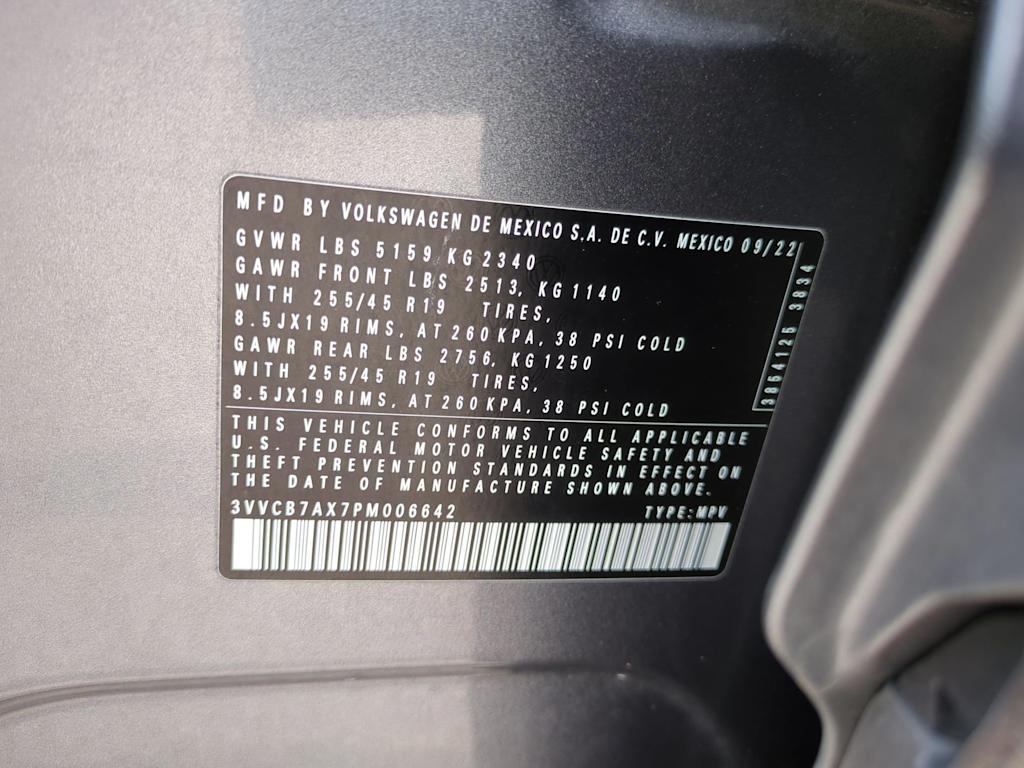 MFD BY VOLKSWAGEN DE MEXICO S.A. DE C.V. MEXICO 09/22
GVWR LBS 5159 KG 2340
GAWR FRONT LBS 2513, KG 1140
WITH 255/45 R19 TIRES,
8.5JX19 RIMS, AT 260 KPA, 38 PSI COLD
GAWR REAR LBS 2756, KG 1250
WITH 255/45 R19 TIRES,
8.5JX19 RIMS, AT 260 KPA, 38 PSI COLD
3854125 3834
THIS VEHICLE CONFORMS TO ALL APPLICABLE
U.S. FEDERAL MOTOR VEHICLE SAFETY AND
THEFT PREVENTION STANDARDS IN EFFECT ON
THE DATE OF MANUFACTURE SHOWN ABOVE.
3VVCB7AX7PM006642 TYPE: MPV